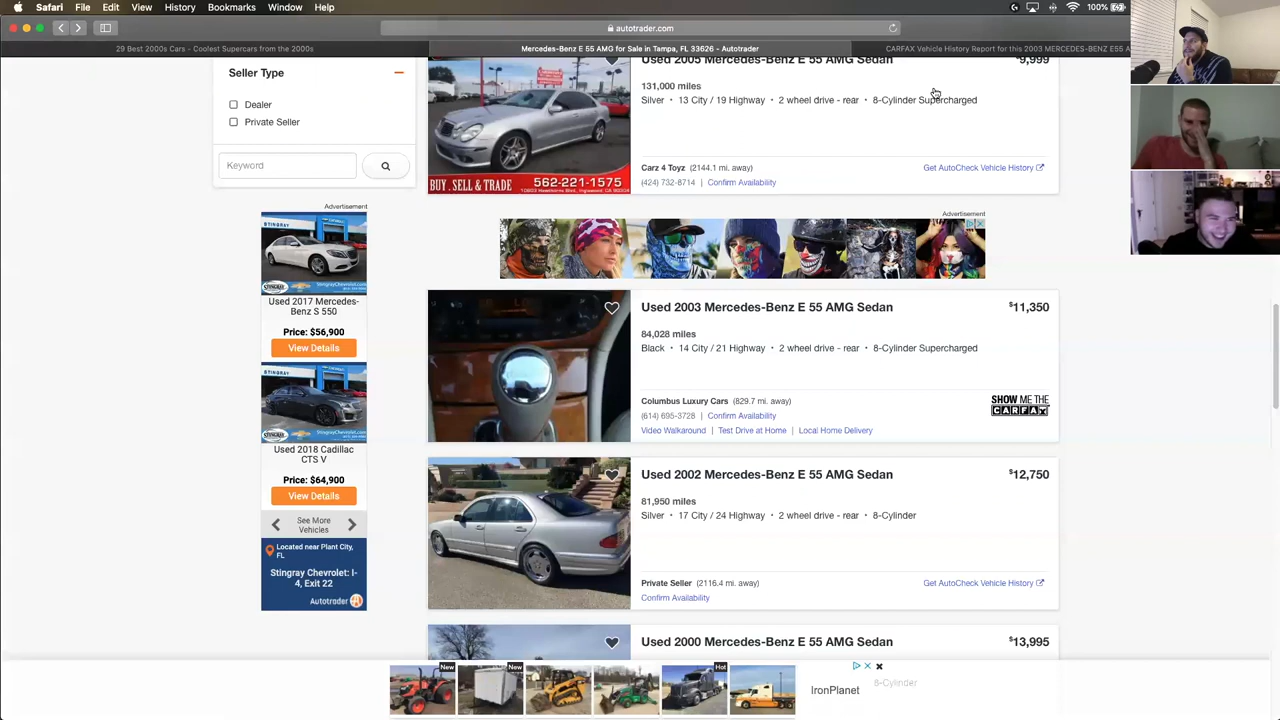 Safari File Edit View History Bookmarks Window Help 100%
autotrader.com
29 Best 2000s Cars - Coolest Supercars from the 2000s
Mercedes-Benz E 55 AMG for Sale in Tampa, FL 33626 - Autotrader
CARFAX Vehicle History Report for this 2003 MERCEDES-BENZ E55 A
Seller Type
Dealer
Private Seller
Keyword
Advertisement
STINGRAY
Used 2017 Mercedes-
Benz S 550
Price: $56,900
View Details
Used 2018 Cadillac
CTS V
Price: $64,900
View Details
See More
Vehicles
Located near Plant City,
FL
Stingray Chevrolet: I-
4, Exit 22
Autotrader
Used 2005 Mercedes-Benz E 55 AMG Sedan
$9,999
131,000 miles
Silver • 13 City / 19 Highway • 2 wheel drive - rear • 8-Cylinder Supercharged
BUY . SELL & TRADE 562-221-1575
Carz 4 Toyz (2144.1 mi. away)
Get AutoCheck Vehicle History
(424) 732-8714 | Confirm Availability
Advertisement
Used 2003 Mercedes-Benz E 55 AMG Sedan
$11,350
84,028 miles
Black • 14 City / 21 Highway • 2 wheel drive - rear • 8-Cylinder Supercharged
Columbus Luxury Cars (829.7 mi. away)
SHOW ME THE
CARFAX
(614) 695-3728 | Confirm Availability
Video Walkaround | Test Drive at Home | Local Home Delivery
Used 2002 Mercedes-Benz E 55 AMG Sedan
$12,750
81,950 miles
Silver • 17 City / 24 Highway • 2 wheel drive - rear • 8-Cylinder
Private Seller (2116.4 mi. away)
Get AutoCheck Vehicle History
Confirm Availability
Used 2000 Mercedes-Benz E 55 AMG Sedan
$13,995
New
New
Hot
IronPlanet
8-Cylinder